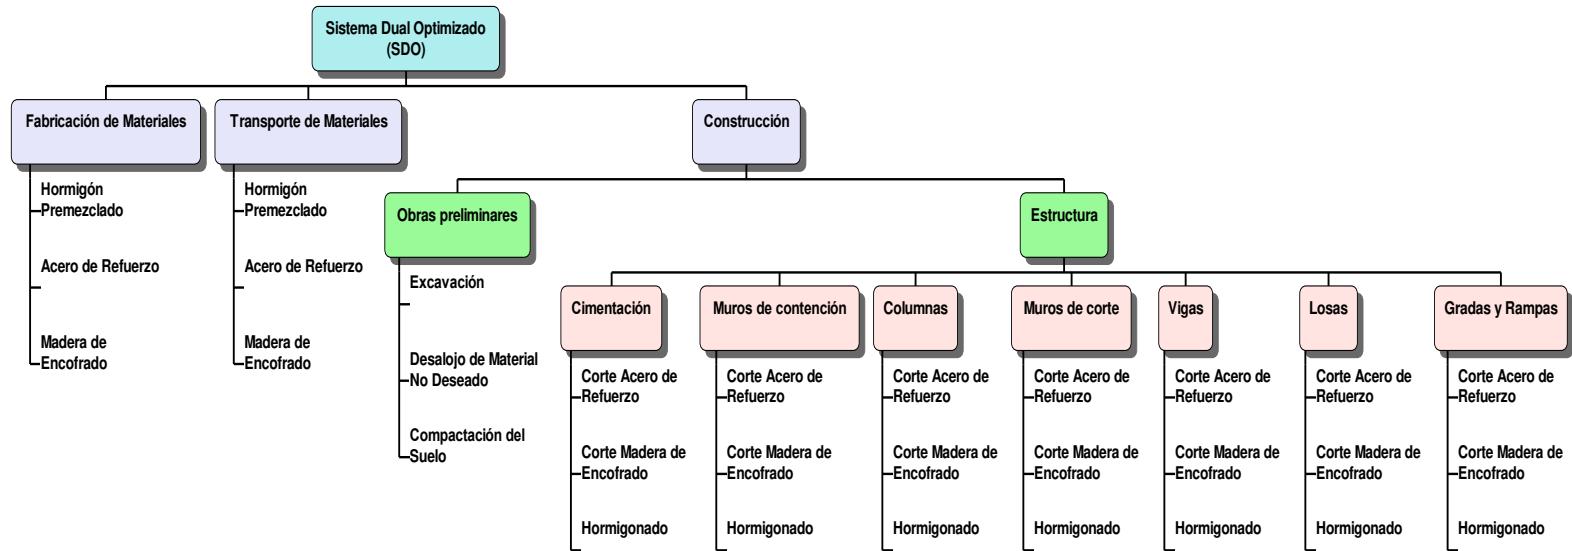 Sistema Dual Optimizado
(SDO)
Fabricación de Materiales
Transporte de Materiales
Construcción
Hormigón
Premezclado
Acero de Refuerzo
Madera de
Encofrado
Hormigón
Premezclado
Acero de Refuerzo
Madera de
Encofrado
Obras preliminares
Estructura
Excavación
Desalojo de Material
No Deseado
Compactación del
Suelo
Cimentación
Muros de contención
Columnas
Muros de corte
Vigas
Losas
Gradas y Rampas
Corte Acero de
Refuerzo
Corte Madera de
Encofrado
Hormigonado
Corte Acero de
Refuerzo
Corte Madera de
Encofrado
Hormigonado
Corte Acero de
Refuerzo
Corte Madera de
Encofrado
Hormigonado
Corte Acero de
Refuerzo
Corte Madera de
Encofrado
Hormigonado
Corte Acero de
Refuerzo
Corte Madera de
Encofrado
Hormigonado
Corte Acero de
Refuerzo
Corte Madera de
Encofrado
Hormigonado
Corte Acero de
Refuerzo
Corte Madera de
Encofrado
Hormigonado